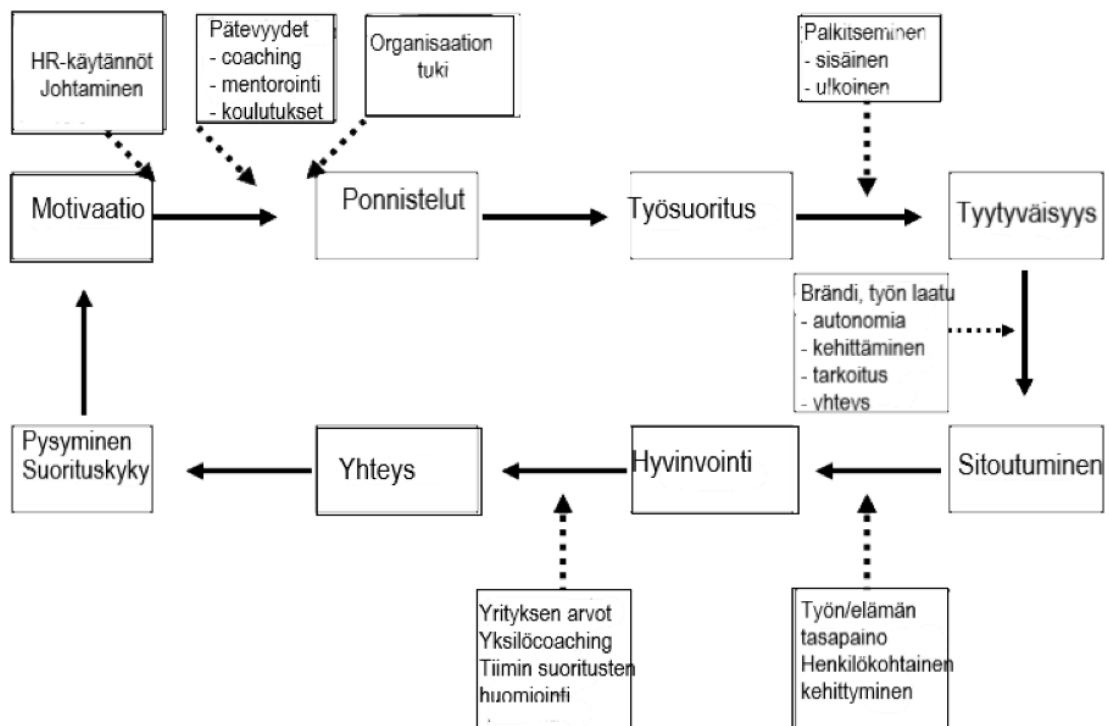 HR-käytännöt
Johtaminen
Pätevyydet
- coaching
- mentorointi
- koulutukset
Organisaation
tuki
Palkitseminen
- sisäinen
- ulkoinen
Motivaatio
Ponnistelut
Työsuoritus
Tyytyväisyys
Brändi, työn laatu
- autonomia
- kehittäminen
- tarkoitus
- yhteys
Pysyminen
Suorituskyky
Yhteys
Hyvinvointi
Sitoutuminen
Yrityksen arvot
Yksilöcoaching
Tiimin suoritusten
huomiointi
Työn/elämän
tasapaino
Henkilökohtainen
kehittyminen